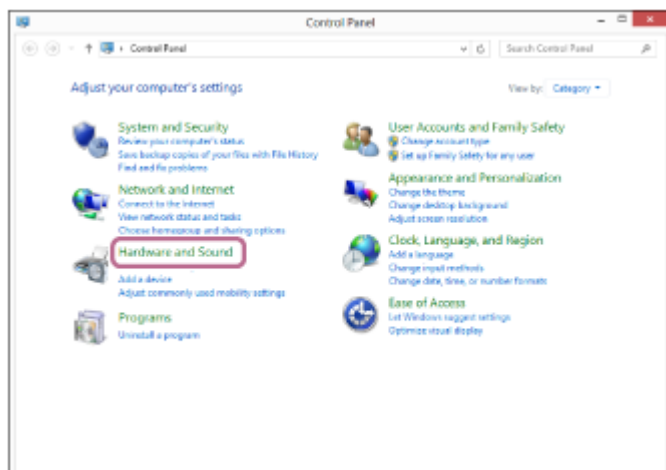 Control Panel
Control Panel
Search Control Panel
Adjust your computer's settings
View by: Category
System and Security
Review your computer's status
Save backup copies of your files with File History
Find and fix problems
Network and Internet
Connect to the Internet
View network status and tasks
Choose homegroup and sharing options
Hardware and Sound
Add a device
Adjust commonly used mobility settings
Programs
Uninstall a program
User Accounts and Family Safety
Change account type
Set up Family Safety for any user
Appearance and Personalization
Change the theme
Change desktop background
Adjust screen resolution
Clock, Language, and Region
Add a language
Change input methods
Change date, time, or number formats
Ease of Access
Let Windows suggest settings
Optimize visual display